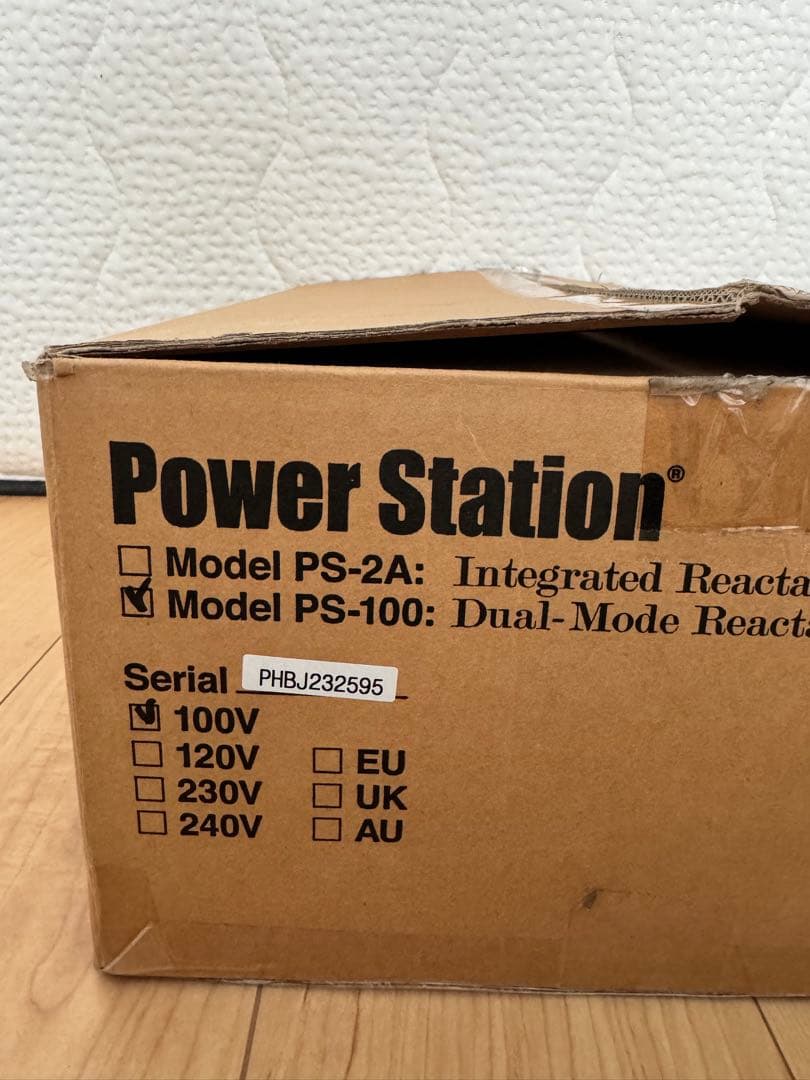 Power Station®
Model PS-2A: Integrated
Model PS-100: Dual-Mode
Serial PHBJ232595
100V
120V EU
230V UK
240V AU